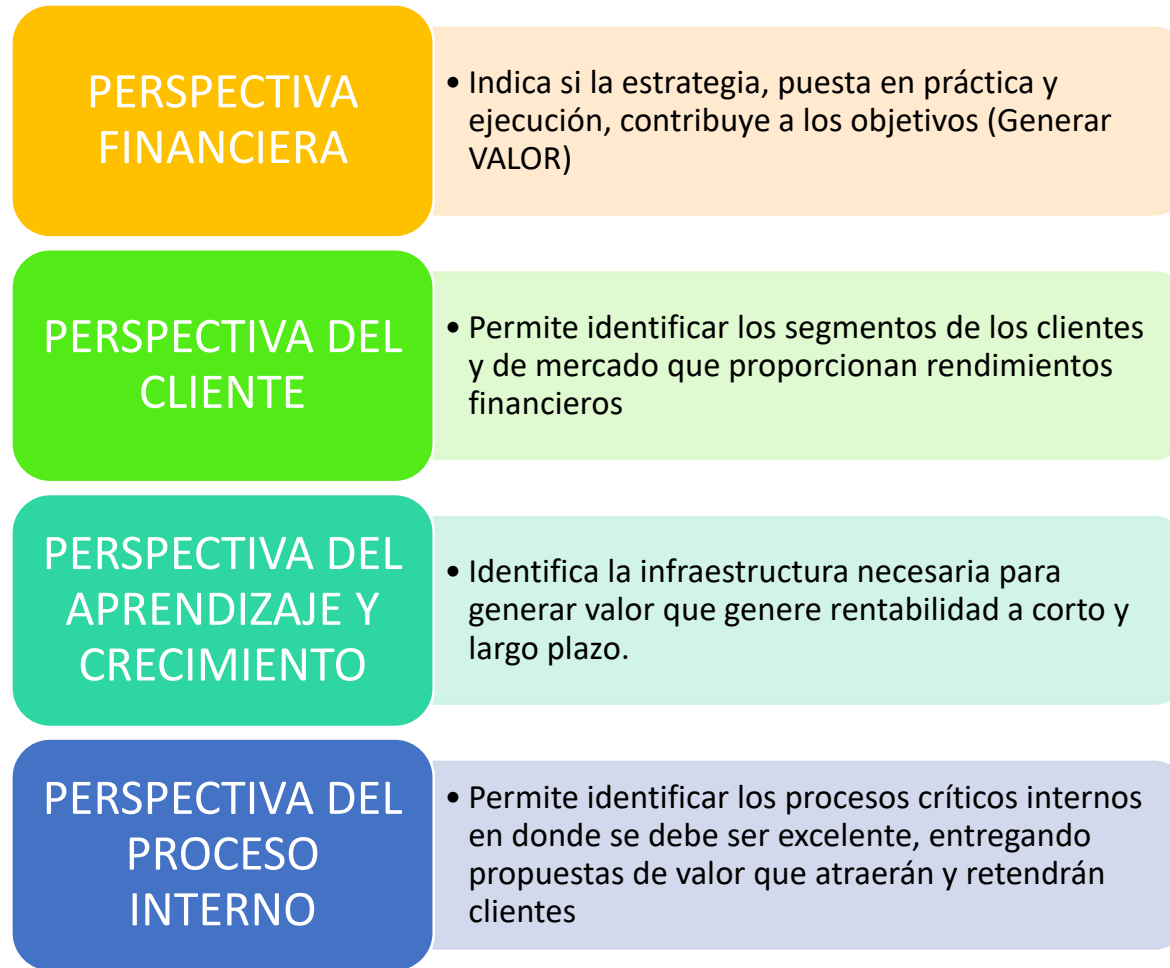 PERSPECTIVA
FINANCIERA
• Indica si la estrategia, puesta en práctica y
ejecución, contribuye a los objetivos (Generar
VALOR)
PERSPECTIVA DEL
CLIENTE
• Permite identificar los segmentos de los clientes
y de mercado que proporcionan rendimientos
financieros
PERSPECTIVA DEL
APRENDIZAJE Y
CRECIMIENTO
• Identifica la infraestructura necesaria para
generar valor que genere rentabilidad a corto y
largo plazo.
PERSPECTIVA DEL
PROCESO
INTERNO
• Permite identificar los procesos críticos internos
en donde se debe ser excelente, entregando
propuestas de valor que atraerán y retendrán
clientes